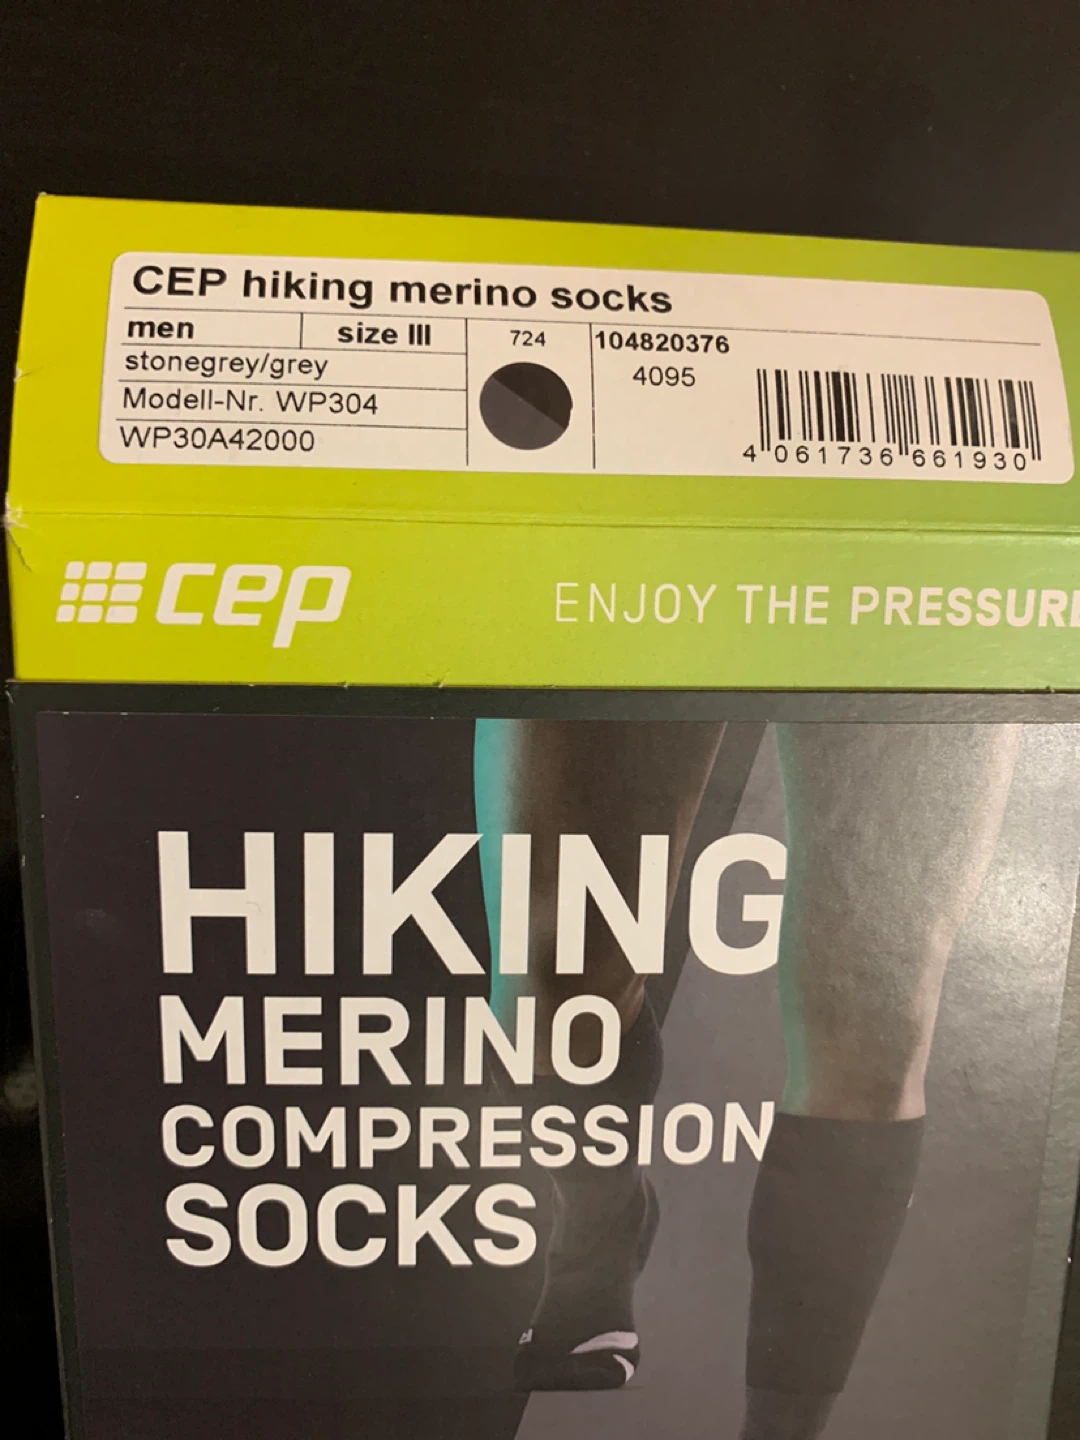 CEP hiking merino socks
men size III
stonegrey/grey
Modell-Nr. WP304
WP30A42000
724
104820376
4095
4 061736 661930
cep
ENJOY THE PRESSURE
HIKING
MERINO
COMPRESSION
SOCKS